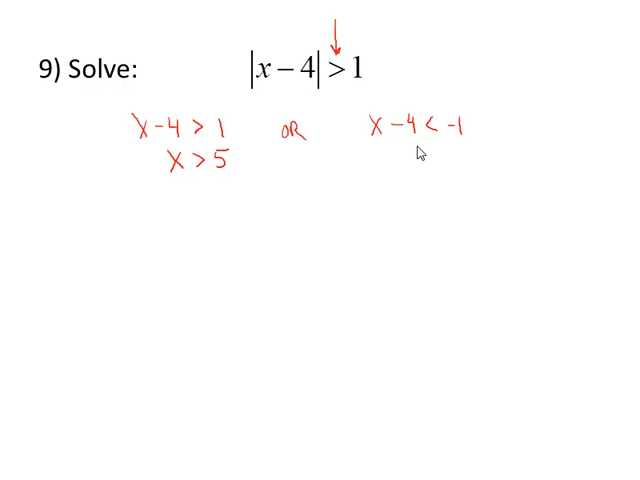 9) Solve: |x − 4| > 1
x - 4 > 1 OR x - 4 < -1
x > 5